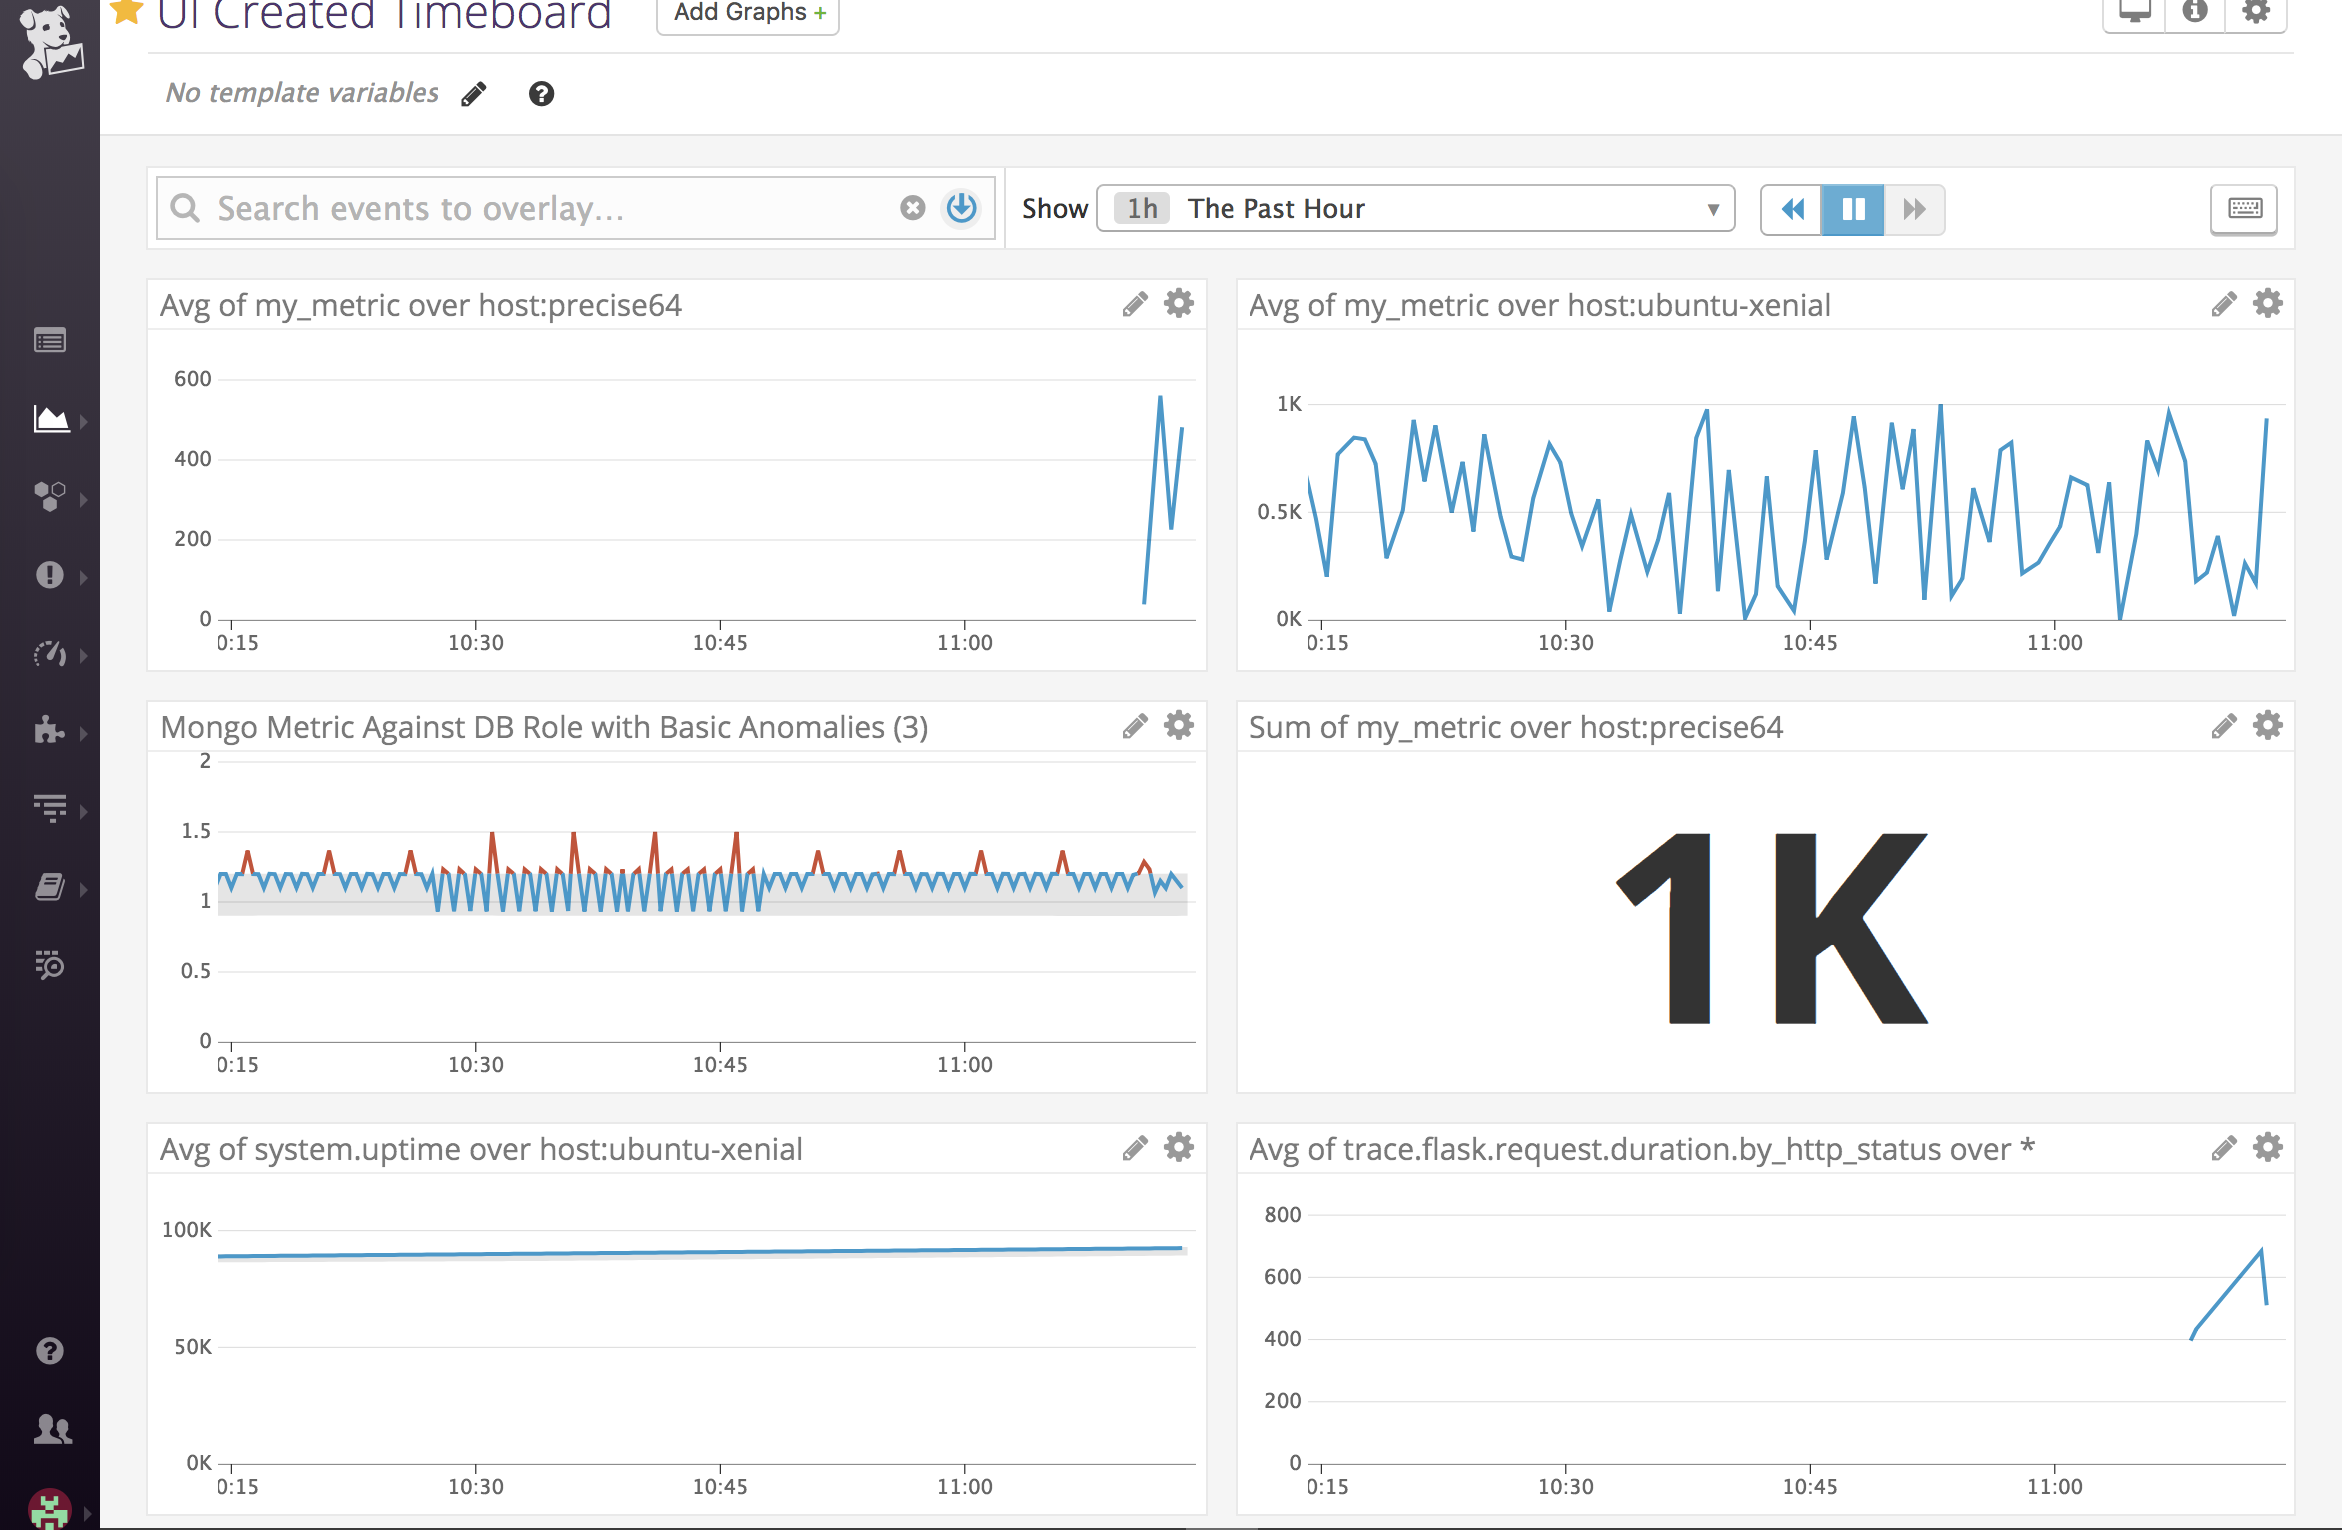 UI Created Timeboard
Add Graphs +
No template variables
Search events to overlay...
Show 1h The Past Hour
Avg of my_metric over host:precise64
600
400
200
0
0:15 10:30 10:45 11:00
Avg of my_metric over host:ubuntu-xenial
1K
0.5K
0K
0:15 10:30 10:45 11:00
Mongo Metric Against DB Role with Basic Anomalies (3)
2
1.5
1
0.5
0
0:15 10:30 10:45 11:00
Sum of my_metric over host:precise64
1K
Avg of system.uptime over host:ubuntu-xenial
100K
50K
0K
0:15 10:30 10:45 11:00
Avg of trace.flask.request.duration.by_http_status over *
800
600
400
200
0
0:15 10:30 10:45 11:00